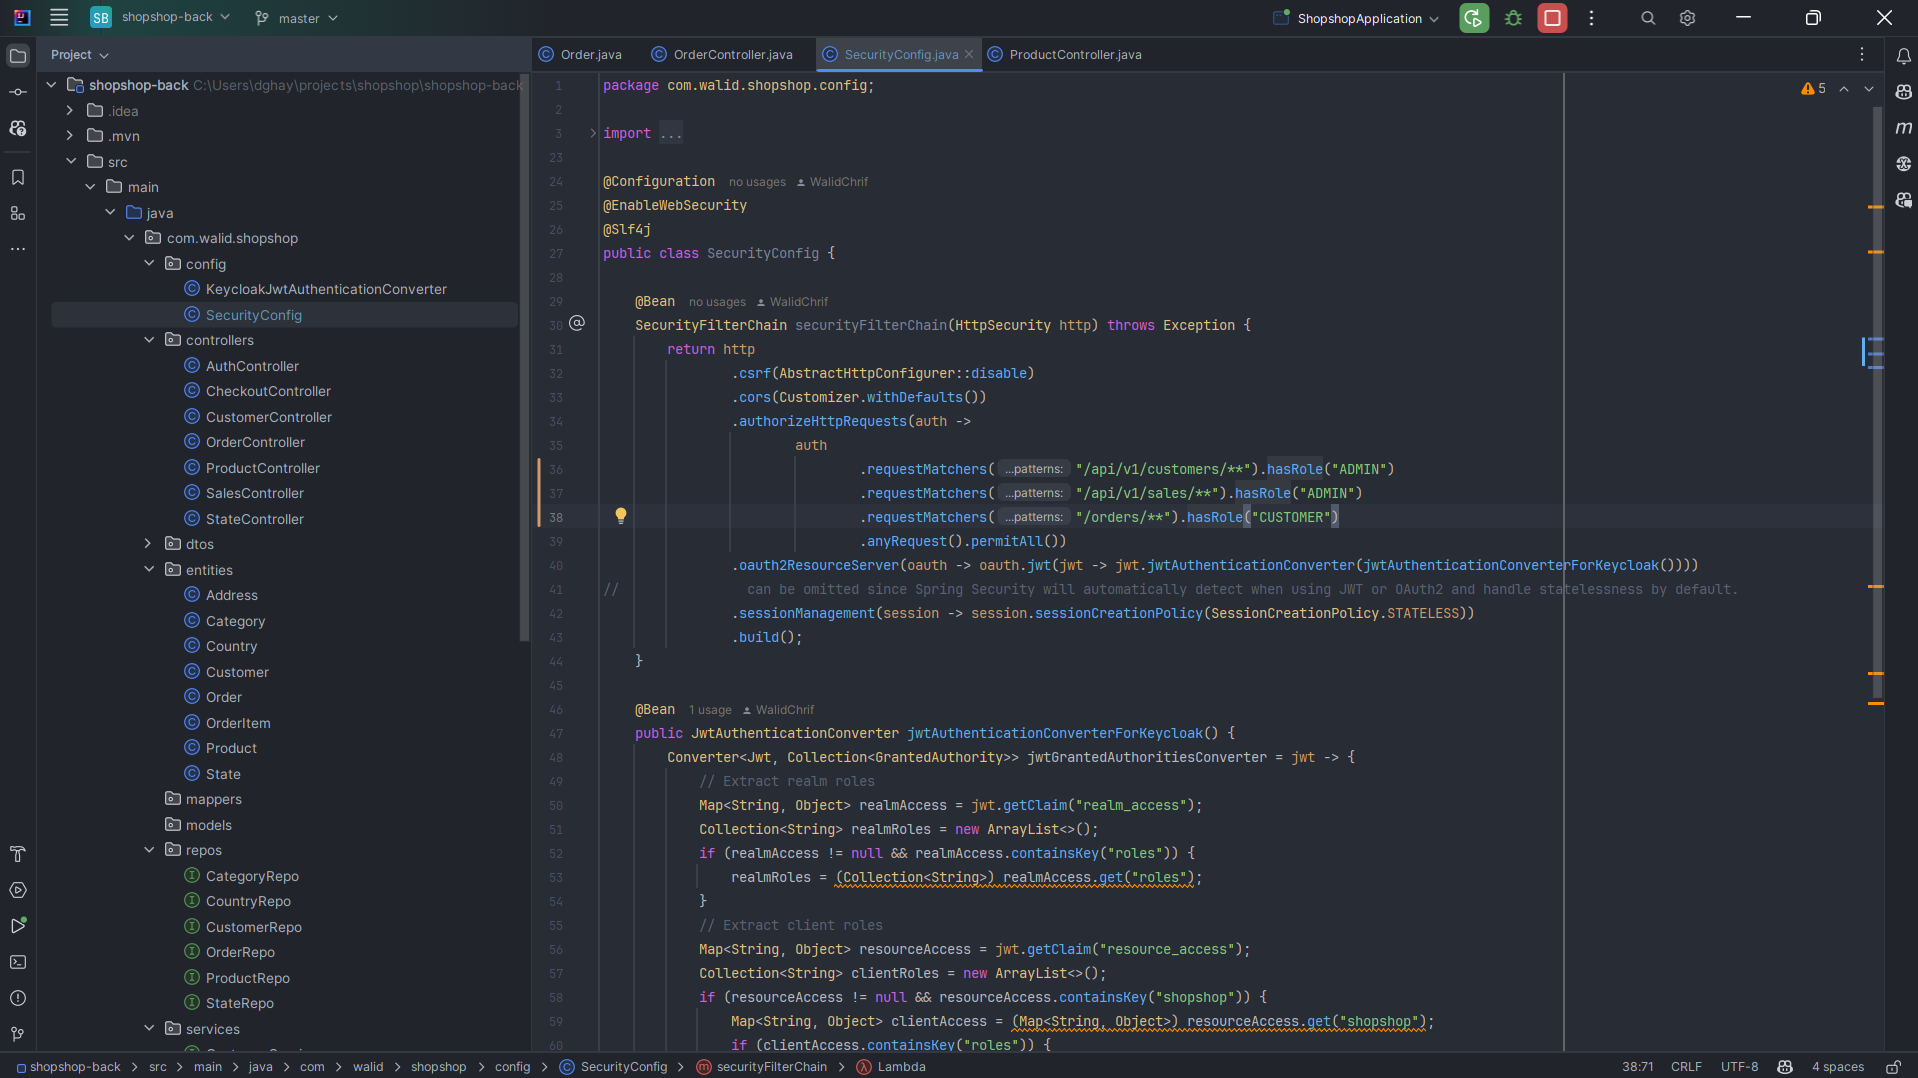 SB shopshop-back master ShopshopApplication
Project
Order.java OrderController.java SecurityConfig.java ProductController.java
shopshop-back C:\Users\dghay\projects\shopshop\shopshop-back
.idea
.mvn
src
main
java
com.walid.shopshop
config
KeycloakJwtAuthenticationConverter
SecurityConfig
controllers
AuthController
CheckoutController
CustomerController
OrderController
ProductController
SalesController
StateController
dtos
entities
Address
Category
Country
Customer
Order
OrderItem
Product
State
mappers
models
repos
CategoryRepo
CountryRepo
CustomerRepo
OrderRepo
ProductRepo
StateRepo
services
5
1 package com.walid.shopshop.config;
2
3 import ...
23
24 @Configuration no usages WalidChrif
25 @EnableWebSecurity
26 @Slf4j
27 public class SecurityConfig {
28
29 @Bean no usages WalidChrif
30 SecurityFilterChain securityFilterChain(HttpSecurity http) throws Exception {
31 return http
32 .csrf(AbstractHttpConfigurer::disable)
33 .cors(Customizer.withDefaults())
34 .authorizeHttpRequests(auth ->
35 auth
36 .requestMatchers( ...patterns: "/api/v1/customers/**").hasRole("ADMIN")
37 .requestMatchers( ...patterns: "/api/v1/sales/**").hasRole("ADMIN")
38 .requestMatchers( ...patterns: "/orders/**").hasRole("CUSTOMER")
39 .anyRequest().permitAll())
40 .oauth2ResourceServer(oauth -> oauth.jwt(jwt -> jwt.jwtAuthenticationConverter(jwtAuthenticationConverterForKeycloak())))
41 // can be omitted since Spring Security will automatically detect when using JWT or OAuth2 and handle statelessness by default.
42 .sessionManagement(session -> session.sessionCreationPolicy(SessionCreationPolicy.STATELESS))
43 .build();
44 }
45
46 @Bean 1 usage WalidChrif
47 public JwtAuthenticationConverter jwtAuthenticationConverterForKeycloak() {
48 Converter<Jwt, Collection<GrantedAuthority>> jwtGrantedAuthoritiesConverter = jwt -> {
49 // Extract realm roles
50 Map<String, Object> realmAccess = jwt.getClaim("realm_access");
51 Collection<String> realmRoles = new ArrayList<>();
52 if (realmAccess != null && realmAccess.containsKey("roles")) {
53 realmRoles = (Collection<String>) realmAccess.get("roles");
54 }
55 // Extract client roles
56 Map<String, Object> resourceAccess = jwt.getClaim("resource_access");
57 Collection<String> clientRoles = new ArrayList<>();
58 if (resourceAccess != null && resourceAccess.containsKey("shopshop")) {
59 Map<String, Object> clientAccess = (Map<String, Object>) resourceAccess.get("shopshop");
60 if (clientAccess.containsKey("roles")) {
shopshop-back > src > main > java > com > walid > shopshop > config > SecurityConfig > securityFilterChain > Lambda 38:71 CRLF UTF-8 4 spaces